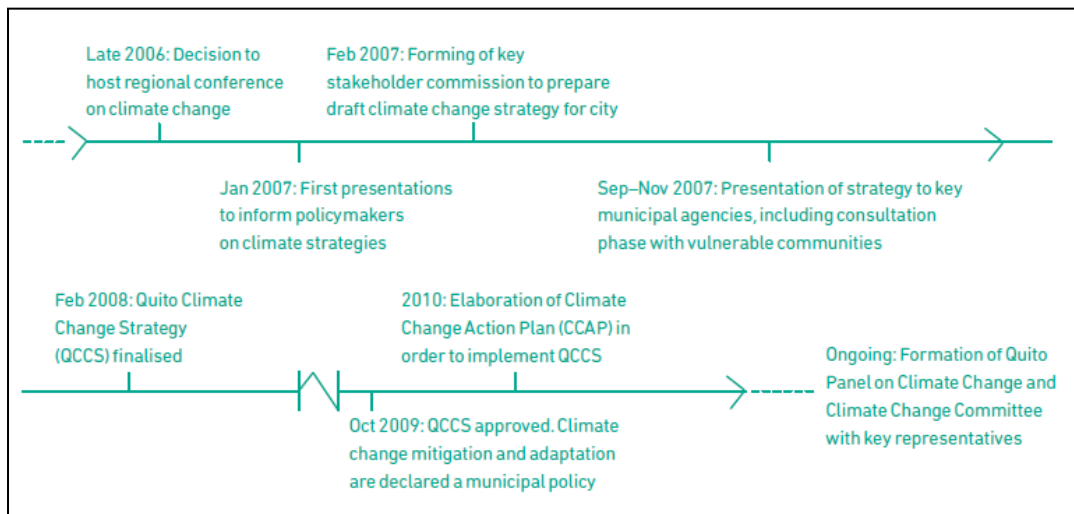 Late 2006: Decision to
host regional conference
on climate change
Feb 2007: Forming of key
stakeholder commission to prepare
draft climate change strategy for city
Jan 2007: First presentations
to inform policymakers
on climate strategies
Sep–Nov 2007: Presentation of strategy to key
municipal agencies, including consultation
phase with vulnerable communities
Feb 2008: Quito Climate
Change Strategy
(QCCS) finalised
2010: Elaboration of Climate
Change Action Plan (CCAP) in
order to implement QCCS
Oct 2009: QCCS approved. Climate
change mitigation and adaptation
are declared a municipal policy
Ongoing: Formation of Quito
Panel on Climate Change and
Climate Change Committee
with key representatives